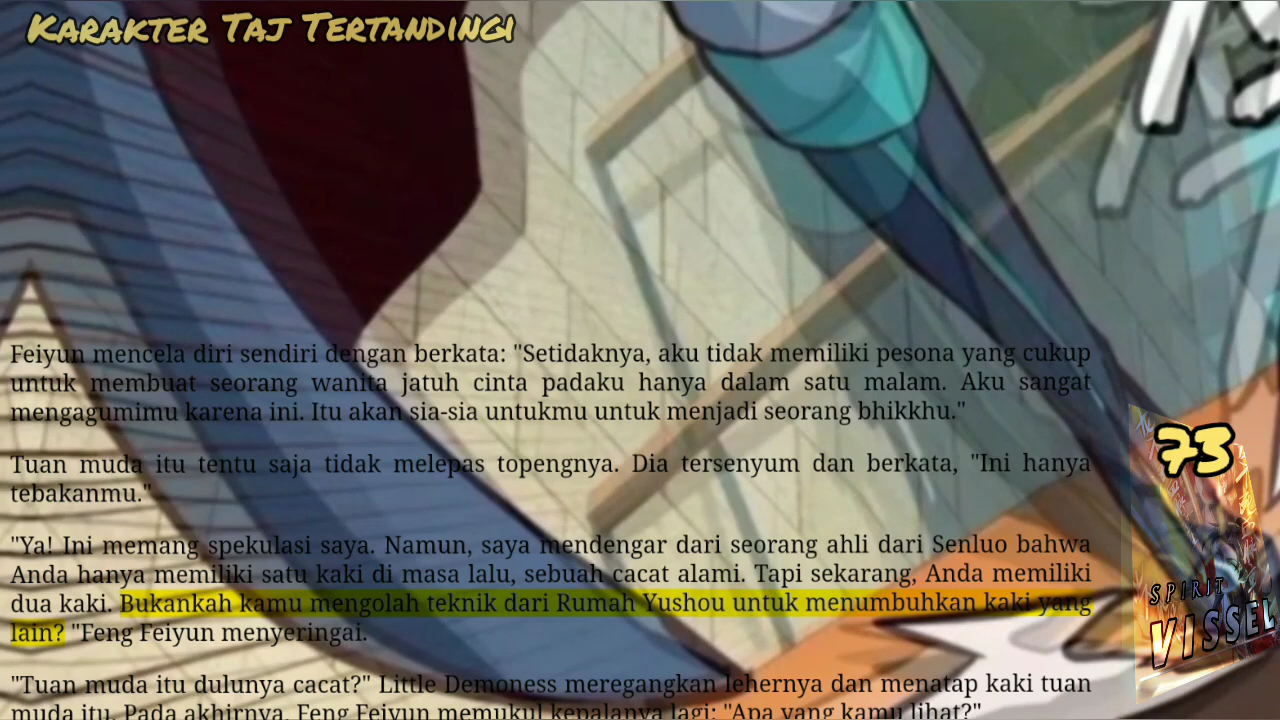 Karakter Taj Tertandingi
Feiyun mencela diri sendiri dengan berkata: "Setidaknya, aku tidak memiliki pesona yang cukup
untuk membuat seorang wanita jatuh cinta padaku hanya dalam satu malam. Aku sangat
mengagumimu karena ini. Itu akan sia-sia untukmu untuk menjadi seorang bhikkhu."
Tuan muda itu tentu saja tidak melepas topengnya. Dia tersenyum dan berkata, "Ini hanya
tebakanmu."
"Ya! Ini memang spekulasi saya. Namun, saya mendengar dari seorang ahli dari Senluo bahwa
Anda hanya memiliki satu kaki di masa lalu, sebuah cacat alami. Tapi sekarang, Anda memiliki
dua kaki. Bukankah kamu mengolah teknik dari Rumah Yushou untuk menumbuhkan kaki yang
lain? "Feng Feiyun menyeringai.
"Tuan muda itu dulunya cacat?" Little Demoness meregangkan lehernya dan menatap kaki tuan
muda itu. Pada akhirnya, Feng Feiyun memukul kepalanya lagi: "Apa yang kamu lihat?"
73
SPIRIT
VISSEL